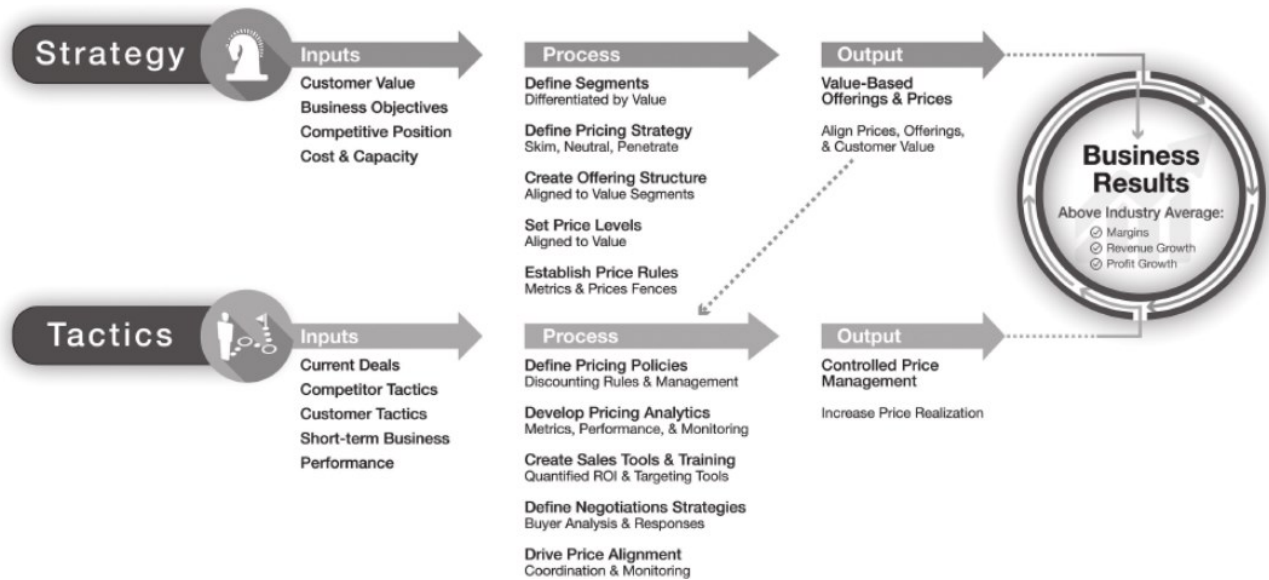 Strategy
Inputs
Customer Value
Business Objectives
Competitive Position
Cost & Capacity
Process
Define Segments
Differentiated by Value
Define Pricing Strategy
Skim, Neutral, Penetrate
Create Offering Structure
Aligned to Value Segments
Set Price Levels
Aligned to Value
Establish Price Rules
Metrics & Prices Fences
Output
Value-Based
Offerings & Prices
Align Prices, Offerings,
& Customer Value
Business
Results
Above Industry Average:
Margins
Revenue Growth
Profit Growth
Tactics
Inputs
Current Deals
Competitor Tactics
Customer Tactics
Short-term Business
Performance
Process
Define Pricing Policies
Discounting Rules & Management
Develop Pricing Analytics
Metrics, Performance, & Monitoring
Create Sales Tools & Training
Quantified ROI & Targeting Tools
Define Negotiations Strategies
Buyer Analysis & Responses
Drive Price Alignment
Coordination & Monitoring
Output
Controlled Price
Management
Increase Price Realization